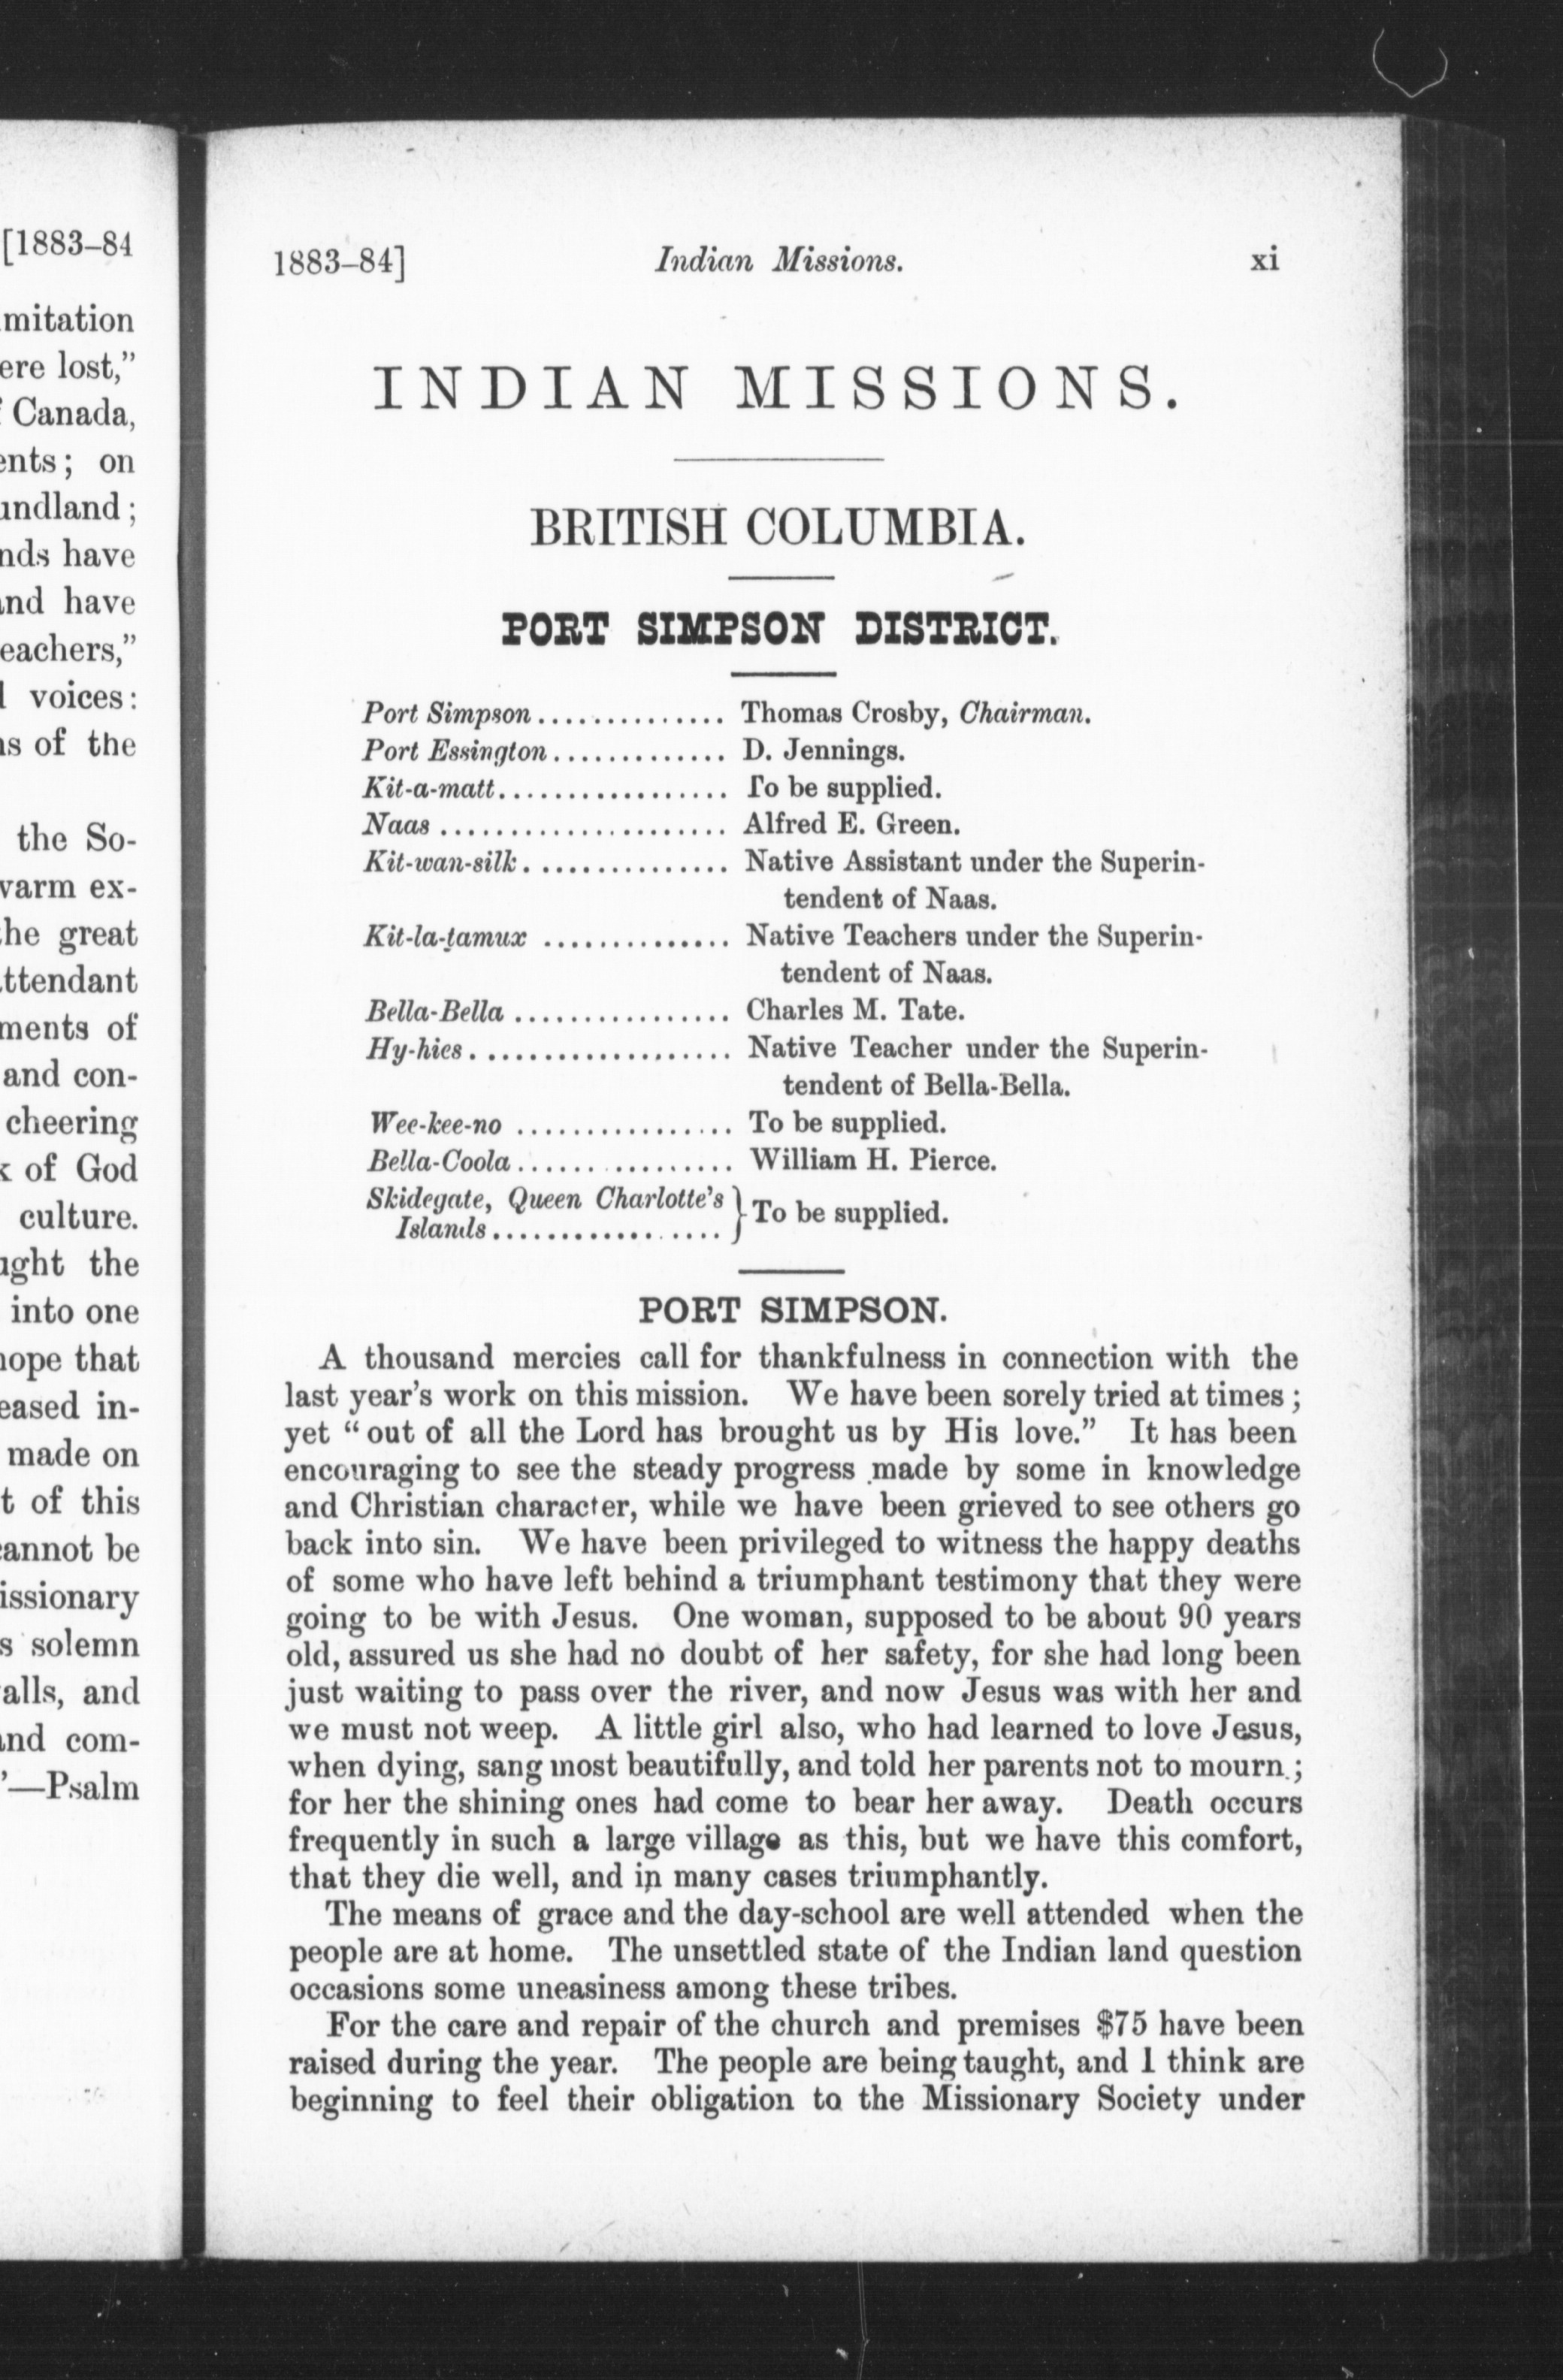 [1883–84
mitation
ere lost,”
Canada,
ents; on
undland;
nds have
and have
eachers,”
voices:
ns of the
the So-
warm ex-
the great
attendant
ments of
and con-
cheering
k of God
culture.
ught the
into one
hope that
eased in-
made on
t of this
cannot be
issionary
s solemn
alls, and
and com-
”—Psalm
1883–84] Indian Missions. xi
INDIAN MISSIONS.
BRITISH COLUMBIA.
PORT SIMPSON DISTRICT.
Port Simpson.............. Thomas Crosby, Chairman.
Port Essington............. D. Jennings.
Kit-a-matt................. To be supplied.
Naas ..................... Alfred E. Green.
Kit-wan-silk............... Native Assistant under the Superin-
tendent of Naas.
Kit-la-tamux .............. Native Teachers under the Superin-
tendent of Naas.
Bella-Bella ................ Charles M. Tate.
Hy-hies................... Native Teacher under the Superin-
tendent of Bella-Bella.
Wee-kee-no ................ To be supplied.
Bella-Coola................ William H. Pierce.
Skidegate, Queen Charlotte's } To be supplied.
Islands.................
PORT SIMPSON.
A thousand mercies call for thankfulness in connection with the
last year's work on this mission. We have been sorely tried at times;
yet “out of all the Lord has brought us by His love.” It has been
encouraging to see the steady progress made by some in knowledge
and Christian character, while we have been grieved to see others go
back into sin. We have been privileged to witness the happy deaths
of some who have left behind a triumphant testimony that they were
going to be with Jesus. One woman, supposed to be about 90 years
old, assured us she had no doubt of her safety, for she had long been
just waiting to pass over the river, and now Jesus was with her and
we must not weep. A little girl also, who had learned to love Jesus,
when dying, sang most beautifully, and told her parents not to mourn;
for her the shining ones had come to bear her away. Death occurs
frequently in such a large village as this, but we have this comfort,
that they die well, and in many cases triumphantly.
The means of grace and the day-school are well attended when the
people are at home. The unsettled state of the Indian land question
occasions some uneasiness among these tribes.
For the care and repair of the church and premises $75 have been
raised during the year. The people are being taught, and I think are
beginning to feel their obligation to the Missionary Society under